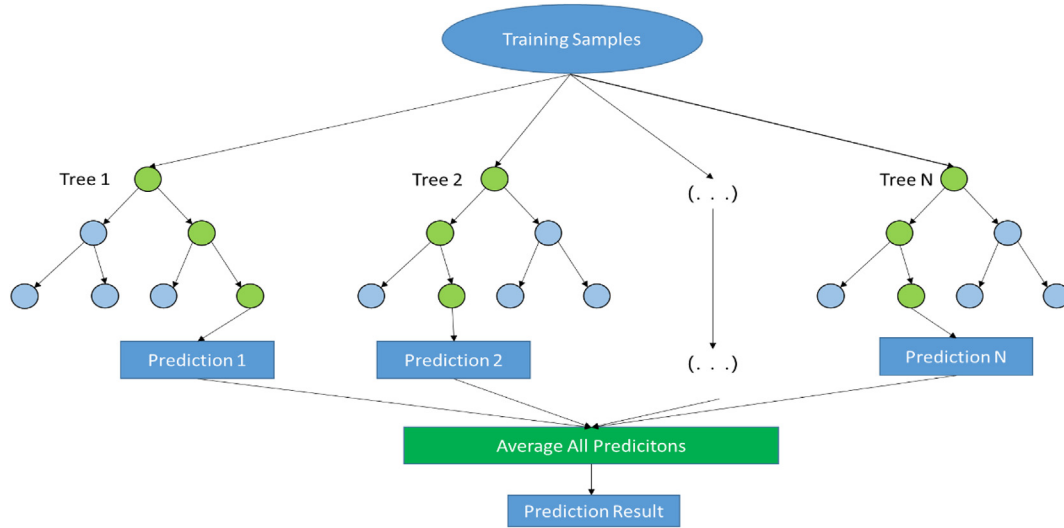 Training Samples
Tree 1
Tree 2
(. . .)
Tree N
Prediction 1
Prediction 2
(. . .)
Prediction N
Average All Predicitons
Prediction Result